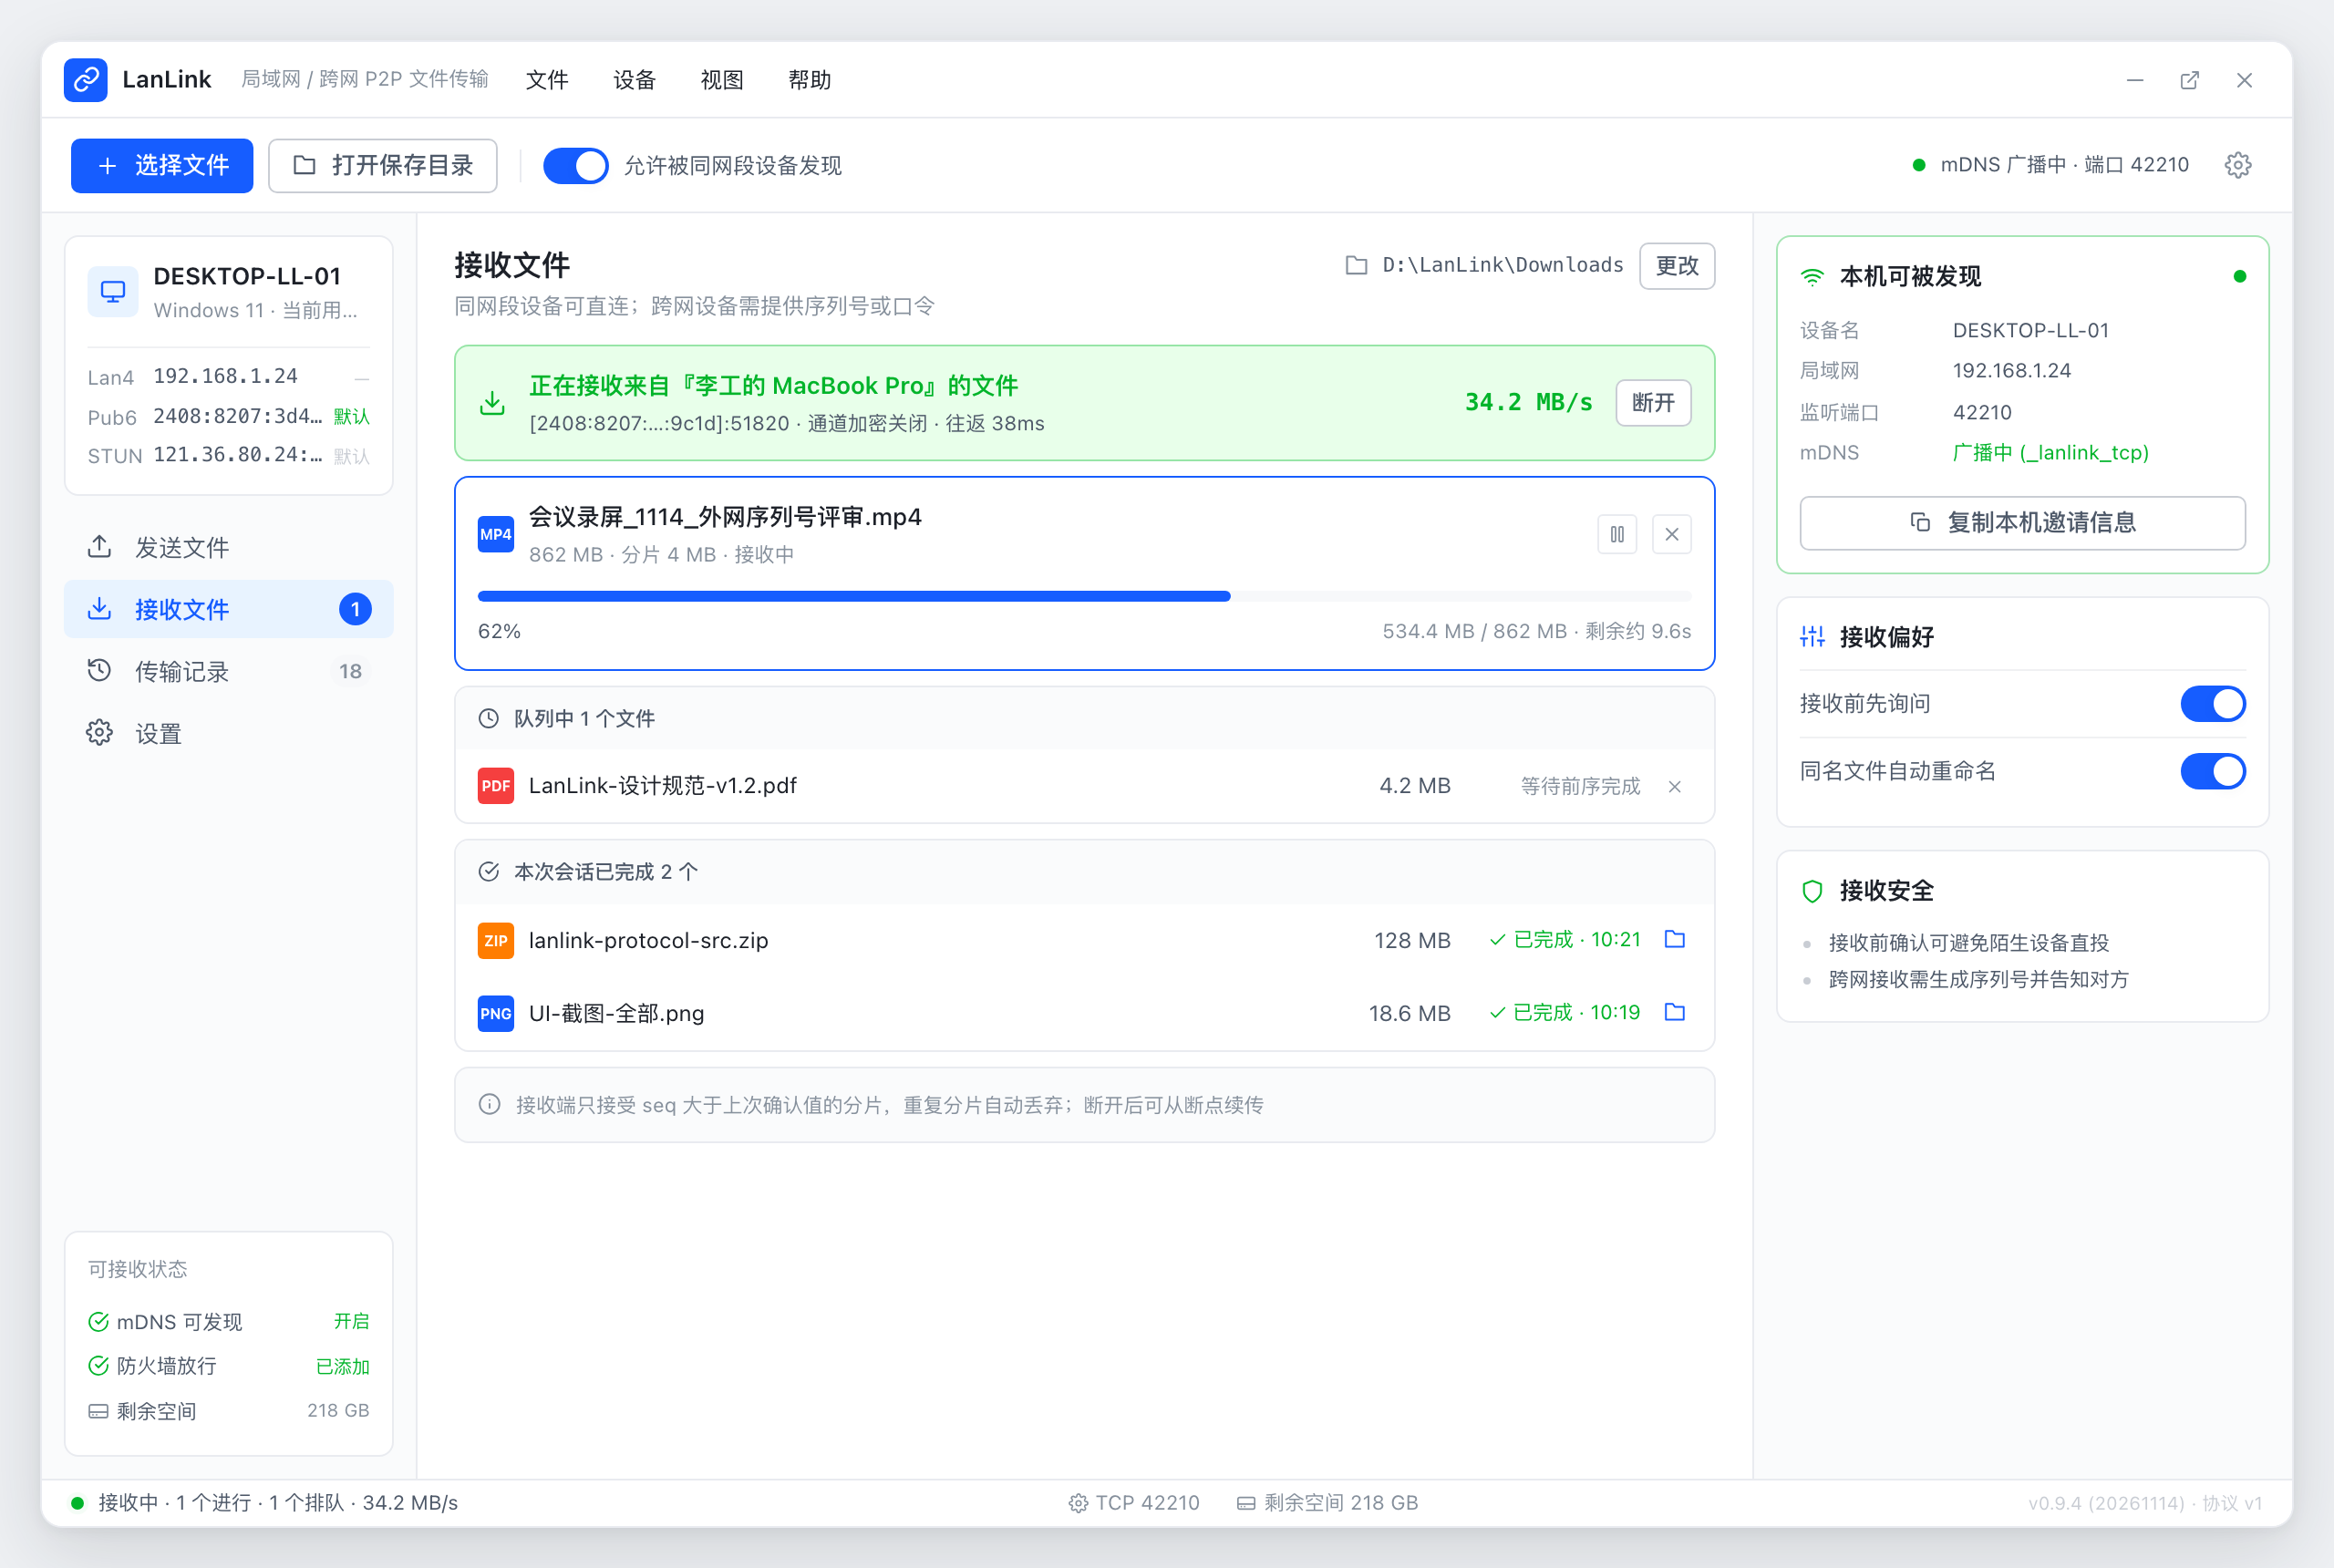 LanLink 局域网 / 跨网 P2P 文件传输 文件 设备 视图 帮助
选择文件 打开保存目录 允许被同网段设备发现 mDNS 广播中 · 端口 42210
DESKTOP-LL-01
Windows 11 · 当前用...
Lan4 192.168.1.24 —
Pub6 2408:8207:3d4... 默认
STUN 121.36.80.24:... 默认
发送文件
接收文件 1
传输记录 18
设置
可接收状态
mDNS 可发现 开启
防火墙放行 已添加
剩余空间 218 GB
接收文件
D:\LanLink\Downloads 更改
同网段设备可直连；跨网设备需提供序列号或口令
正在接收来自『李工的 MacBook Pro』的文件
[2408:8207:...:9c1d]:51820 · 通道加密关闭 · 往返 38ms
34.2 MB/s 断开
MP4 会议录屏_1114_外网序列号评审.mp4
862 MB · 分片 4 MB · 接收中
62% 534.4 MB / 862 MB · 剩余约 9.6s
队列中 1 个文件
PDF LanLink-设计规范-v1.2.pdf 4.2 MB 等待前序完成
本次会话已完成 2 个
ZIP lanlink-protocol-src.zip 128 MB 已完成 · 10:21
PNG UI-截图-全部.png 18.6 MB 已完成 · 10:19
接收端只接受 seq 大于上次确认值的分片，重复分片自动丢弃；断开后可从断点续传
本机可被发现
设备名 DESKTOP-LL-01
局域网 192.168.1.24
监听端口 42210
mDNS 广播中 (_lanlink_tcp)
复制本机邀请信息
接收偏好
接收前先询问
同名文件自动重命名
接收安全
接收前确认可避免陌生设备直投
跨网接收需生成序列号并告知对方
接收中 · 1 个进行 · 1 个排队 · 34.2 MB/s TCP 42210 剩余空间 218 GB v0.9.4 (20261114) · 协议 v1